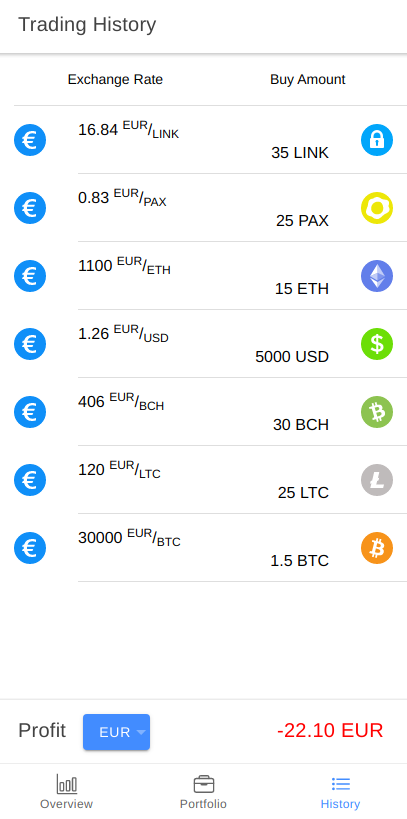 Trading History
Exchange Rate Buy Amount
16.84 EUR/LINK
35 LINK
0.83 EUR/PAX
25 PAX
1100 EUR/ETH
15 ETH
1.26 EUR/USD
5000 USD
406 EUR/BCH
30 BCH
120 EUR/LTC
25 LTC
30000 EUR/BTC
1.5 BTC
Profit EUR -22.10 EUR
Overview Portfolio History